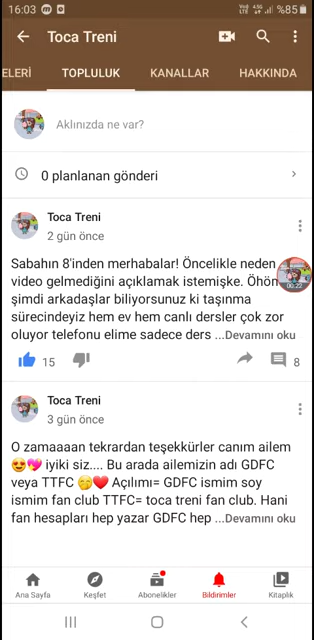 16:03 %85
Toca Treni
ELERİ TOPLULUK KANALLAR HAKKINDA
Aklınızda ne var?
0 planlanan gönderi
Toca Treni
2 gün önce
Sabahın 8'inden merhabalar! Öncelikle neden
video gelmediğini açıklamak istemişke. Öhön
şimdi arkadaşlar biliyorsunuz ki taşınma
sürecindeyiz hem ev hem canlı dersler çok zor
oluyor telefonu elime sadece ders ...Devamını oku
00:22
15 8
Toca Treni
3 gün önce
O zamaaaan tekrardan teşekkürler canım ailem
😍💖 iyiki siz.... Bu arada ailemizin adı GDFC
veya TTFC 🤭❤️ Açılımı= GDFC ismim soy
ismim fan club TTFC= toca treni fan club. Hani
fan hesapları hep yazar GDFC hep ...Devamını oku
Ana Sayfa Keşfet Abonelikler Bildirimler Kitaplık